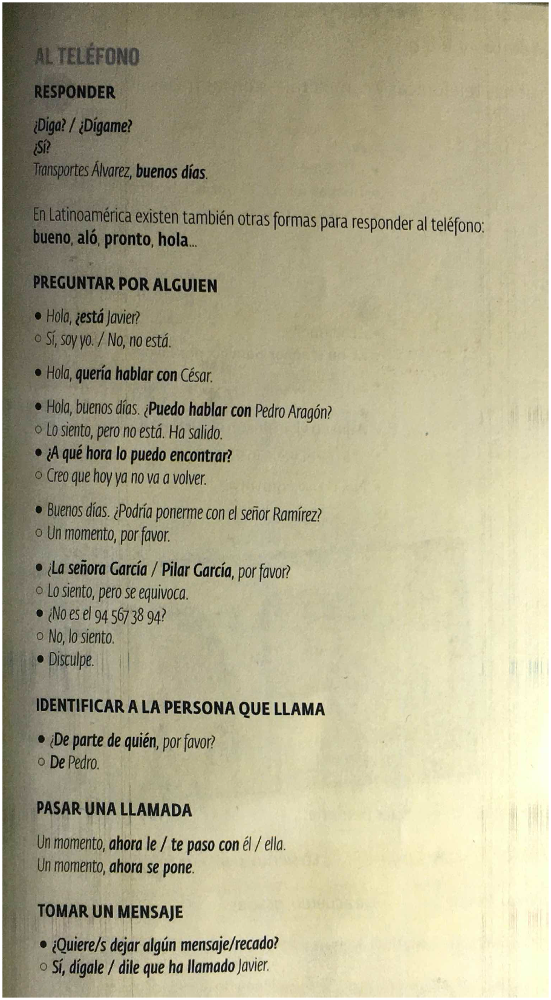 AL TELÉFONO
RESPONDER
¿Diga? / ¿Dígame?
¿Sí?
Transportes Álvarez, buenos días.
En Latinoamérica existen también otras formas para responder al teléfono:
bueno, aló, pronto, hola...
PREGUNTAR POR ALGUIEN
• Hola, ¿está Javier?
○ Sí, soy yo. / No, no está.
• Hola, quería hablar con César.
• Hola, buenos días. ¿Puedo hablar con Pedro Aragón?
○ Lo siento, pero no está. Ha salido.
• ¿A qué hora lo puedo encontrar?
○ Creo que hoy ya no va a volver.
• Buenos días. ¿Podría ponerme con el señor Ramírez?
○ Un momento, por favor.
• ¿La señora García / Pilar García, por favor?
○ Lo siento, pero se equivoca.
• ¿No es el 94 567 38 94?
○ No, lo siento.
• Disculpe.
IDENTIFICAR A LA PERSONA QUE LLAMA
• ¿De parte de quién, por favor?
○ De Pedro.
PASAR UNA LLAMADA
Un momento, ahora le / te paso con él / ella.
Un momento, ahora se pone.
TOMAR UN MENSAJE
• ¿Quiere/s dejar algún mensaje/recado?
○ Sí, dígale / dile que ha llamado Javier.